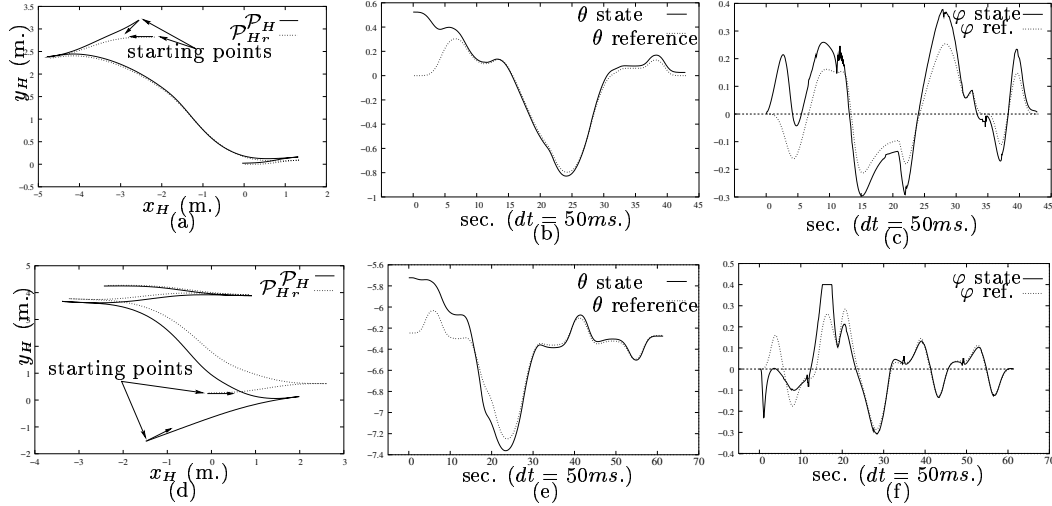 3.5
3
2.5
2
1.5
1
0.5
0
-0.5
y_H (m.)
-5 -4 -3 -2 -1 0 1 2
x_H (m.)
(a)
P_H
P_Hr
starting points
0.6
0.4
0.2
0
-0.2
-0.4
-0.6
-0.8
-1
-5 0 5 10 15 20 25 30 35 40 45
sec. (dt = 50ms.)
(b)
θ state
θ reference
0.4
0.3
0.2
0.1
0
-0.1
-0.2
-0.3
-5 0 5 10 15 20 25 30 35 40 45
sec. (dt = 50ms.)
(c)
φ state
φ ref.
5
4
3
2
1
0
-1
-2
y_H (m.)
-4 -3 -2 -1 0 1 2 3
x_H (m.)
(d)
P_H
P_Hr
starting points
-5.6
-5.8
-6
-6.2
-6.4
-6.6
-6.8
-7
-7.2
-7.4
-10 0 10 20 30 40 50 60 70
sec. (dt = 50ms.)
(e)
θ state
θ reference
0.5
0.4
0.3
0.2
0.1
0
-0.1
-0.2
-0.3
-0.4
-10 0 10 20 30 40 50 60 70
sec. (dt = 50ms.)
(f)
φ state
φ ref.